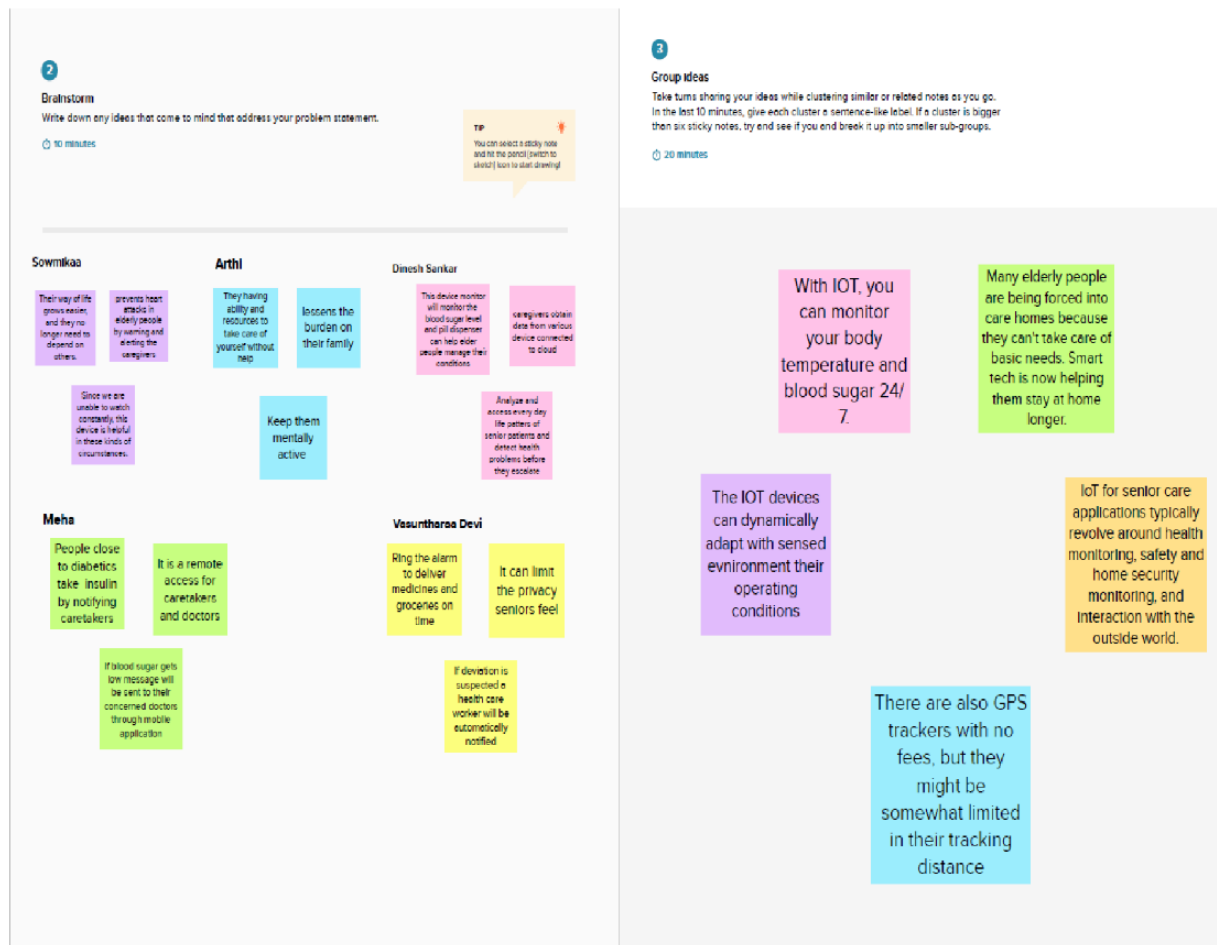 2
Brainstorm
Write down any ideas that come to mind that address your problem statement.
10 minutes
TIP
You can select a sticky note
and hit the pencil [switch to
sketch] icon to start drawing!
Sowmikaa
Their way of life
grows easier,
and they no
longer need to
depend on
others.
prevents heart
attacks in
elderly people
by warning and
alerting the
caregivers
Since we are
unable to watch
constantly, this
device is helpful
in these kinds of
circumstances.
Arthi
They having
ability and
resources to
take care of
yourself without
help
lessens the
burden on
their family
Keep them
mentally
active
Dinesh Sankar
This device monitor
will monitor the
blood sugar level
and pill dispenser
can help elder
people manage their
conditions
caregivers obtain
data from various
device connected
to cloud
Analyze and
access every day
life patters of
senior patients and
detect health
problems before
they escalate
Meha
People close
to diabetics
take insulin
by notifying
caretakers
It is a remote
access for
caretakers
and doctors
If blood sugar gets
low message will
be sent to their
concerned doctors
through mobile
application
Vasuntharaa Devi
Ring the alarm
to deliver
medicines and
groceries on
time
It can limit
the privacy
seniors feel
If deviation is
suspected a
health care
worker will be
automatically
notified
3
Group ideas
Take turns sharing your ideas while clustering similar or related notes as you go.
In the last 10 minutes, give each cluster a sentence-like label. If a cluster is bigger
than six sticky notes, try and see if you and break it up into smaller sub-groups.
20 minutes
With IOT, you
can monitor
your body
temperature and
blood sugar 24/
7.
Many elderly people
are being forced into
care homes because
they can't take care of
basic needs. Smart
tech is now helping
them stay at home
longer.
The IOT devices
can dynamically
adapt with sensed
evnironment their
operating
conditions
IoT for senior care
applications typically
revolve around health
monitoring, safety and
home security
monitoring, and
interaction with the
outside world.
There are also GPS
trackers with no
fees, but they
might be
somewhat limited
in their tracking
distance